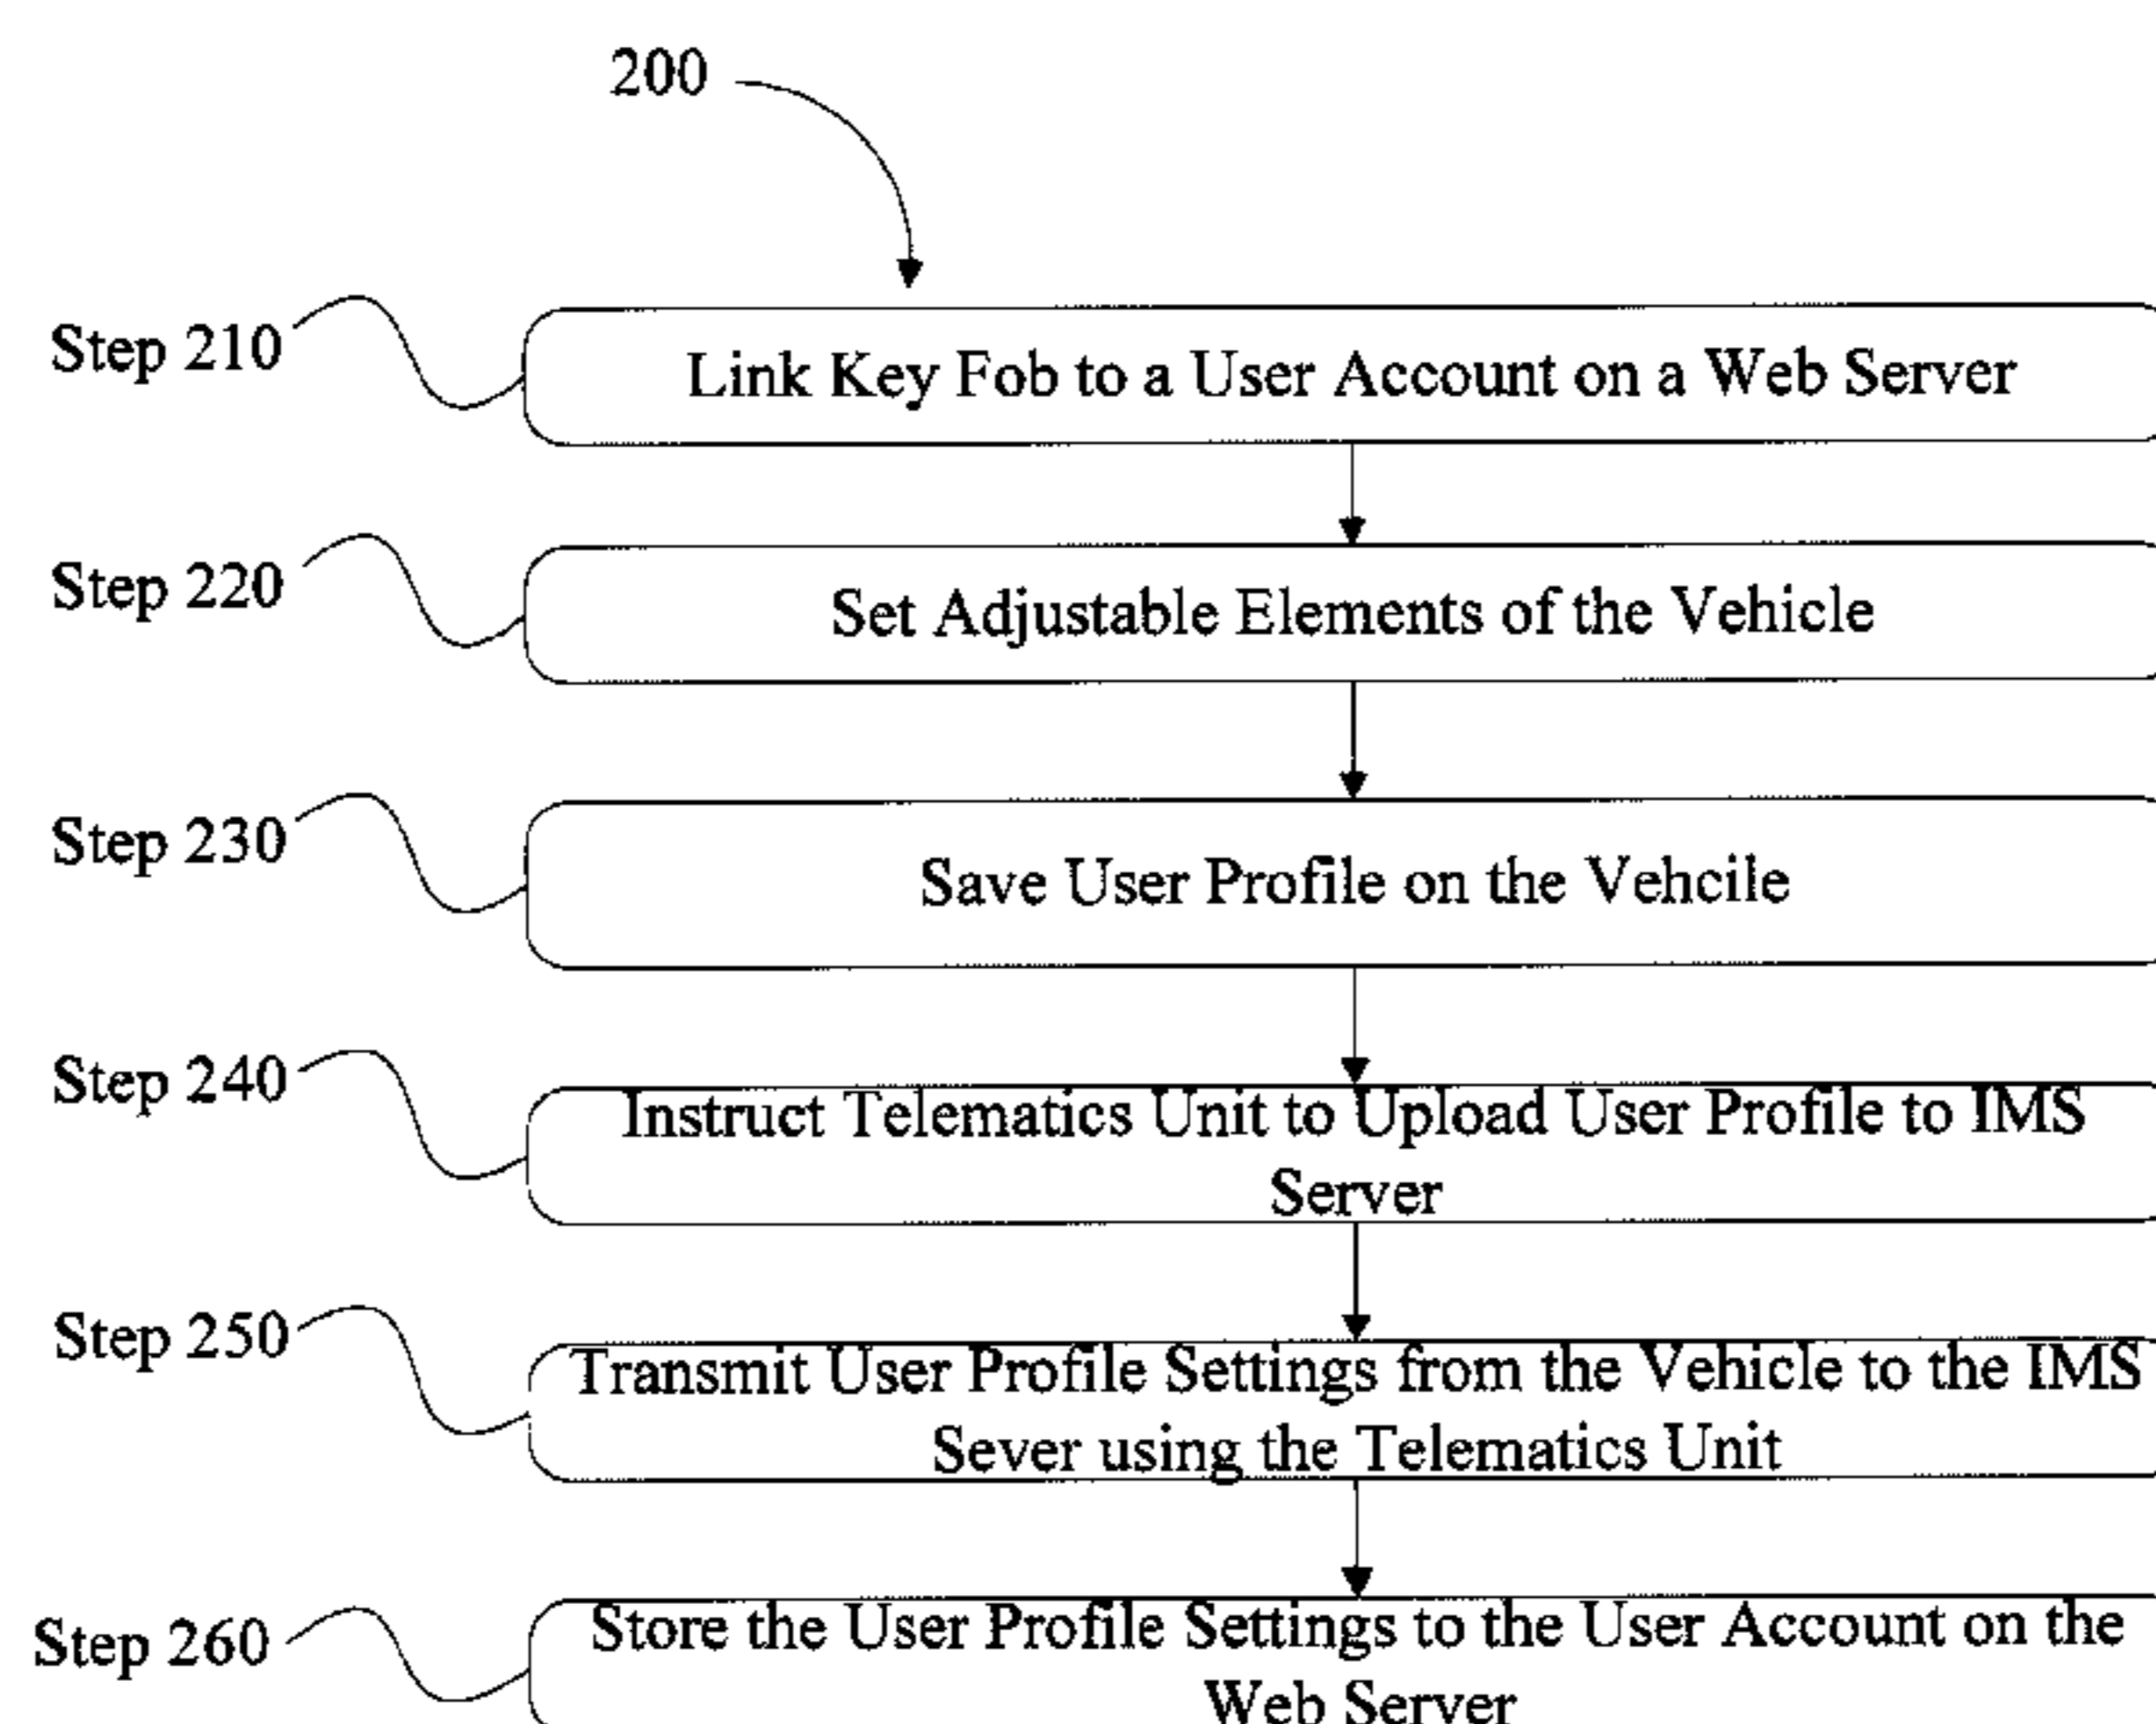 200
Step 210
Link Key Fob to a User Account on a Web Server
Step 220
Set Adjustable Elements of the Vehicle
Step 230
Save User Profile on the Vehcile
Step 240
Instruct Telematics Unit to Upload User Profile to IMS
Server
Step 250
Transmit User Profile Settings from the Vehicle to the IMS
Sever using the Telematics Unit
Step 260
Store the User Profile Settings to the User Account on the
Web Server